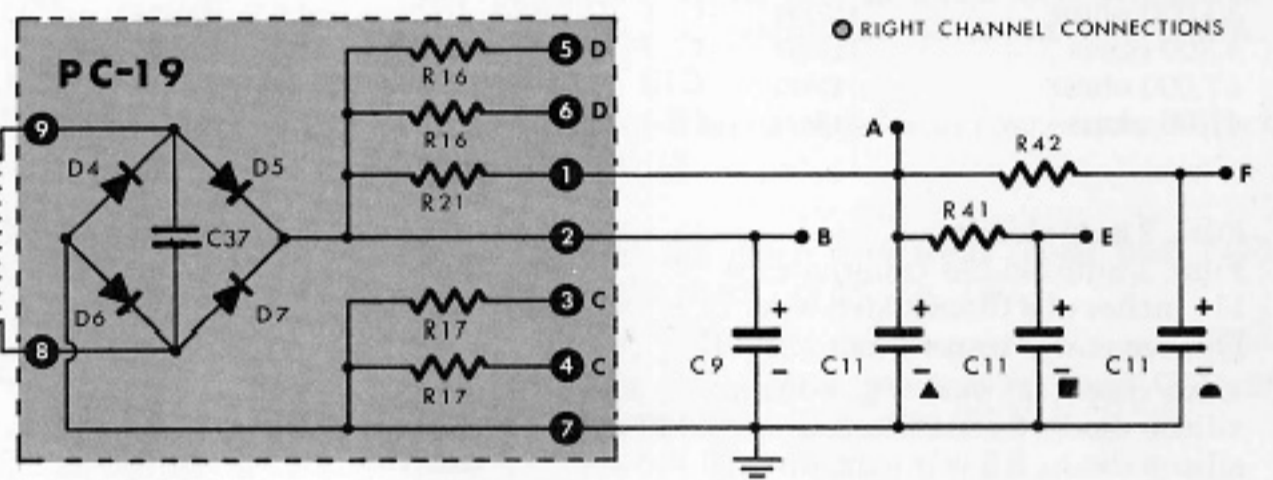 RIGHT CHANNEL CONNECTIONS
PC-19
5 D
R16
6 D
R16
9
A
R42
D4
D5
1
F
R21
R41
C37
2
B
E
3 C
D6
D7
R17
+
+
+
+
8
4 C
C9
C11
C11
C11
R17
−
−
−
−
7